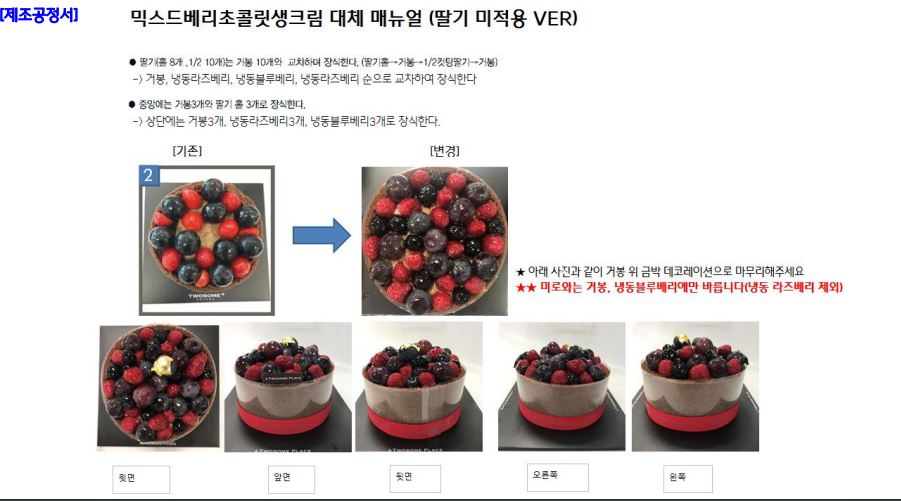 [제조공정서]
믹스드베리초콜릿생크림 대체 매뉴얼 (딸기 미적용 VER)
● 딸기(홀 8개 ,1/2 10개)는 거봉 10개와 교차하며 장식한다. (딸기홀→거봉→1/2컷팅딸기→거봉)
-> 거봉, 냉동라즈베리, 냉동블루베리, 냉동라즈베리 순으로 교차하여 장식한다
● 중앙에는 거봉3개와 딸기 홀 3개로 장식한다.
-> 상단에는 거봉3개, 냉동라즈베리3개, 냉동블루베리3개로 장식한다.
[기존]
[변경]
2
TWOSOME
COFFEE
★ 아래 사진과 같이 거봉 위 금박 데코레이션으로 마무리해주세요
★★ 미로와는 거봉, 냉동블루베리에만 바릅니다(냉동 라즈베리 제외)
A TWOSOME PLACE
A TWOSOME PLACE
A TWOSOME PLACE
윗면
앞면
뒷면
오른쪽
왼쪽